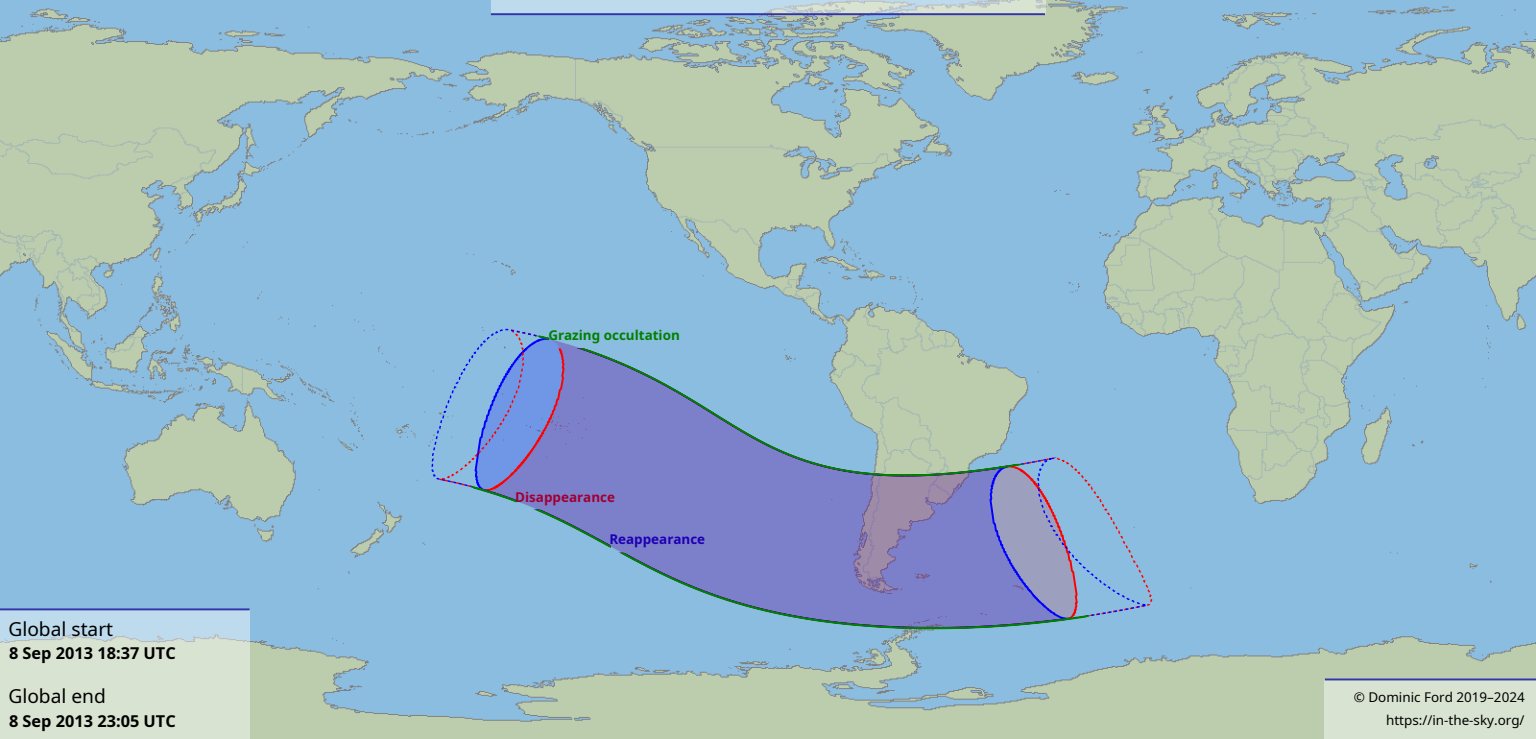 Grazing occultation
Disappearance
Reappearance
Global start
8 Sep 2013 18:37 UTC
Global end
8 Sep 2013 23:05 UTC
© Dominic Ford 2019–2024
https://in-the-sky.org/